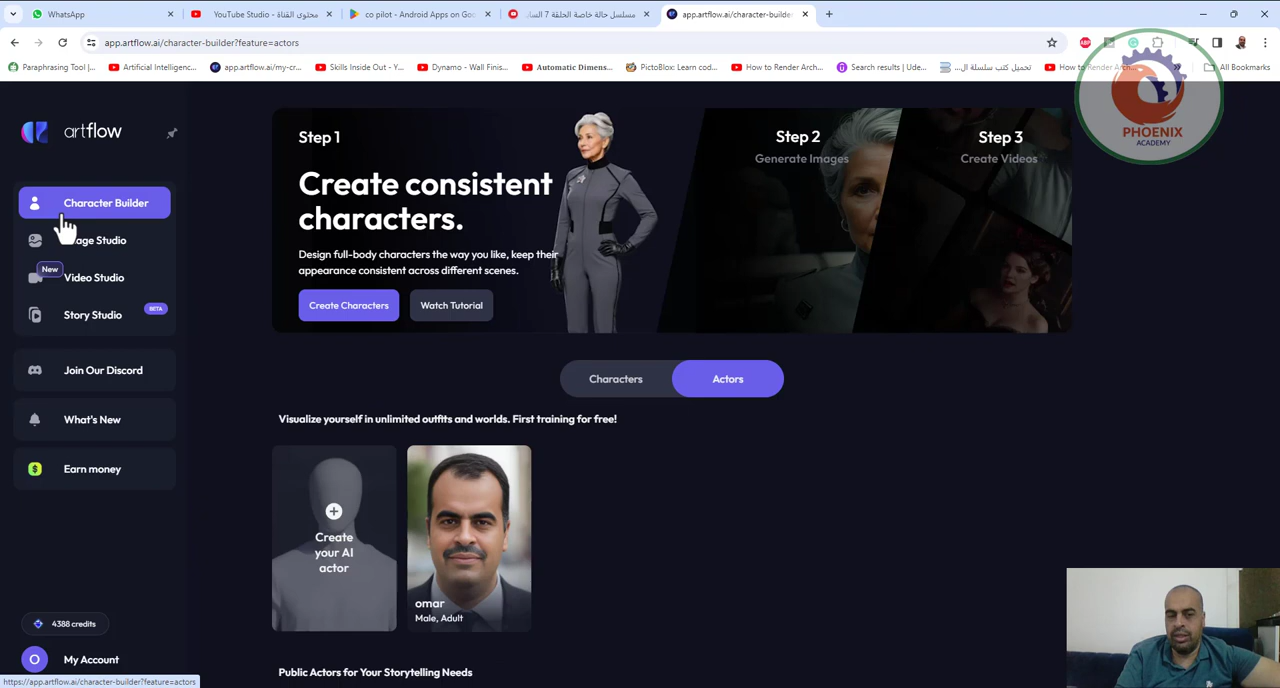 WhatsApp
YouTube Studio - محتوى القناة
co pilot - Android Apps on Goo
مسلسل حالة خاصة الحلقة 7 السا
app.artflow.ai/character-builder
app.artflow.ai/character-builder?feature=actors
Paraphrasing Tool |...
Artificial Intelligenc...
app.artflow.ai/my-cr...
Skills Inside Out - Y...
Dynamo - Wall Finis...
Automatic Dimens...
PictoBlox: Learn cod...
How to Render Arch...
Search results | Ude...
تحميل كتب سلسلة ال...
How to Render Arch...
All Bookmarks
PHOENIX
ACADEMY
artflow
Character Builder
age Studio
New
Video Studio
Story Studio
BETA
Join Our Discord
What's New
Earn money
4388 credits
O
My Account
https://app.artflow.ai/character-builder?feature=actors
Step 1
Create consistent
characters.
Design full-body characters the way you like, keep their
appearance consistent across different scenes.
Create Characters
Watch Tutorial
Step 2
Generate Images
Step 3
Create Videos
Characters
Actors
Visualize yourself in unlimited outfits and worlds. First training for free!
Create
your AI
actor
omar
Male, Adult
Public Actors for Your Storytelling Needs